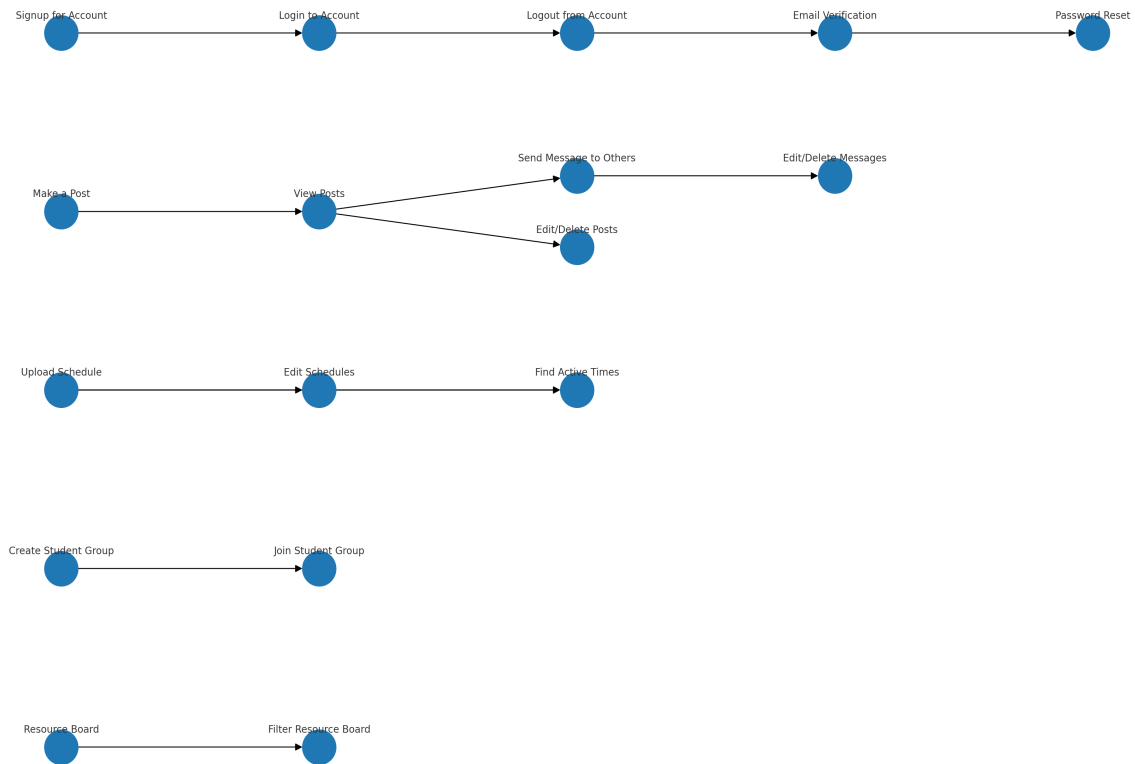 Signup for Account
Login to Account
Logout from Account
Email Verification
Password Reset
Send Message to Others
Edit/Delete Messages
Make a Post
View Posts
Edit/Delete Posts
Upload Schedule
Edit Schedules
Find Active Times
Create Student Group
Join Student Group
Resource Board
Filter Resource Board